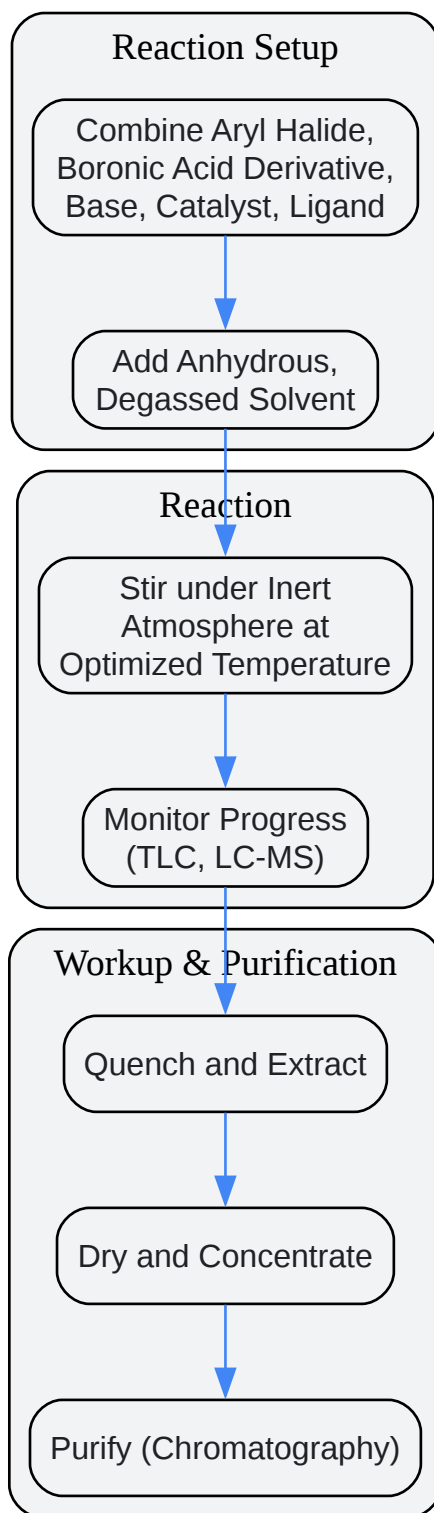 Reaction Setup
Combine Aryl Halide,
Boronic Acid Derivative,
Base, Catalyst, Ligand
Add Anhydrous,
Degassed Solvent
Reaction
Stir under Inert
Atmosphere at
Optimized Temperature
Monitor Progress
(TLC, LC-MS)
Workup & Purification
Quench and Extract
Dry and Concentrate
Purify (Chromatography)